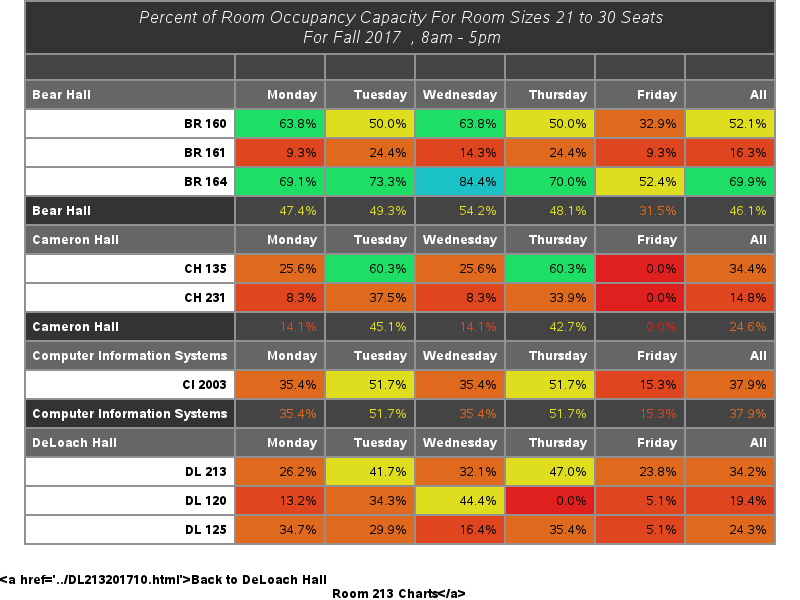 Percent of Room Occupancy Capacity For Room Sizes 21 to 30 Seats
For Fall 2017 , 8am - 5pm
Bear Hall Monday Tuesday Wednesday Thursday Friday All
BR 160 63.8% 50.0% 63.8% 50.0% 32.9% 52.1%
BR 161 9.3% 24.4% 14.3% 24.4% 9.3% 16.3%
BR 164 69.1% 73.3% 84.4% 70.0% 52.4% 69.9%
Bear Hall 47.4% 49.3% 54.2% 48.1% 31.5% 46.1%
Cameron Hall Monday Tuesday Wednesday Thursday Friday All
CH 135 25.6% 60.3% 25.6% 60.3% 0.0% 34.4%
CH 231 8.3% 37.5% 8.3% 33.9% 0.0% 14.8%
Cameron Hall 14.1% 45.1% 14.1% 42.7% 0.0% 24.6%
Computer Information Systems Monday Tuesday Wednesday Thursday Friday All
CI 2003 35.4% 51.7% 35.4% 51.7% 15.3% 37.9%
Computer Information Systems 35.4% 51.7% 35.4% 51.7% 15.3% 37.9%
DeLoach Hall Monday Tuesday Wednesday Thursday Friday All
DL 213 26.2% 41.7% 32.1% 47.0% 23.8% 34.2%
DL 120 13.2% 34.3% 44.4% 0.0% 5.1% 19.4%
DL 125 34.7% 29.9% 16.4% 35.4% 5.1% 24.3%
<a href='../DL213201710.html'>Back to DeLoach Hall
Room 213 Charts</a>